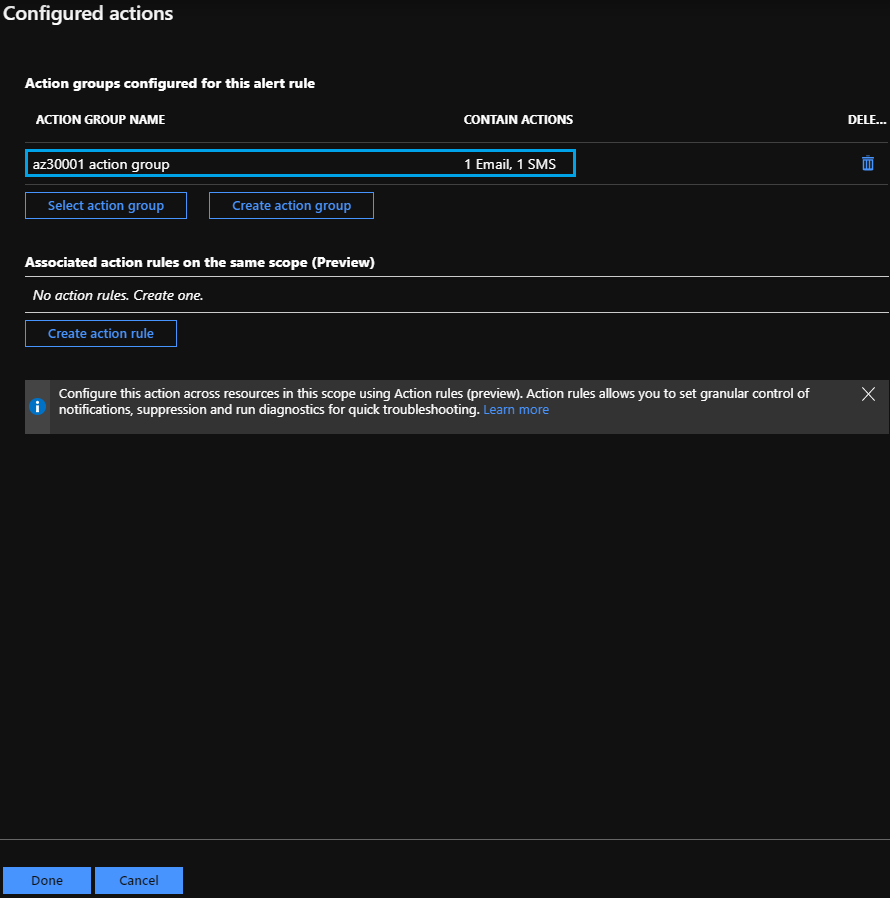 Configured actions
Action groups configured for this alert rule
ACTION GROUP NAME CONTAIN ACTIONS DELE...
az30001 action group 1 Email, 1 SMS
Select action group Create action group
Associated action rules on the same scope (Preview)
No action rules. Create one.
Create action rule
Configure this action across resources in this scope using Action rules (preview). Action rules allows you to set granular control of
notifications, suppression and run diagnostics for quick troubleshooting. Learn more
Done Cancel